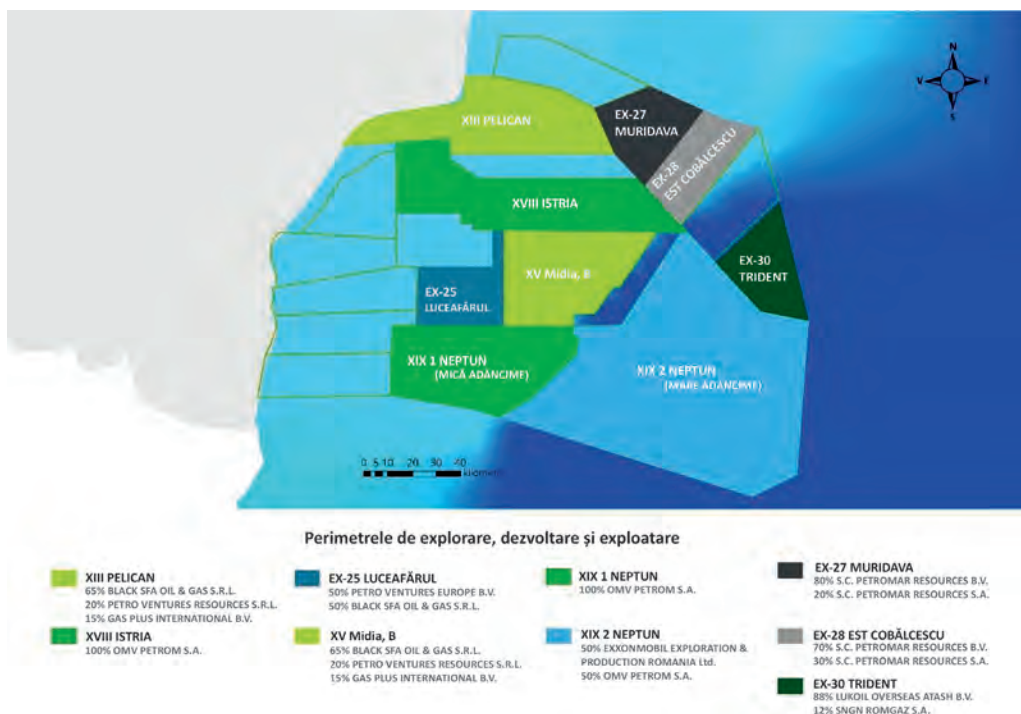 N
V
E
S
XIII PELICAN
EX-27
MURIDAVA
EX-28
EST COBĂLCESCU
XVIII ISTRIA
EX-30
TRIDENT
XV Midia, B
EX-25
LUCEAFĂRUL
XIX 1 NEPTUN
(MICĂ ADÂNCIME)
XIX 2 NEPTUN
(MARE ADÂNCIME)
0 5 10 20 30 40
Perimetrele de explorare, dezvoltare și exploatare
XIII PELICAN
65% BLACK SFA OIL & GAS S.R.L.
20% PETRO VENTURES RESOURCES S.R.L.
15% GAS PLUS INTERNATIONAL B.V.
XVIII ISTRIA
100% OMV PETROM S.A.
EX-25 LUCEAFĂRUL
50% PETRO VENTURES EUROPE B.V.
50% BLACK SFA OIL & GAS S.R.L.
XV Midia, B
65% BLACK SFA OIL & GAS S.R.L.
20% PETRO VENTURES RESOURCES S.R.L.
15% GAS PLUS INTERNATIONAL B.V.
XIX 1 NEPTUN
100% OMV PETROM S.A.
XIX 2 NEPTUN
50% EXXONMOBIL EXPLORATION &
PRODUCTION ROMANIA Ltd.
50% OMV PETROM S.A.
EX-27 MURIDAVA
80% S.C. PETROMAR RESOURCES B.V.
20% S.C. PETROMAR RESOURCES S.A.
EX-28 EST COBĂLCESCU
70% S.C. PETROMAR RESOURCES B.V.
30% S.C. PETROMAR RESOURCES S.A.
EX-30 TRIDENT
88% LUKOIL OVERSEAS ATASH B.V.
12% SNGN ROMGAZ S.A.